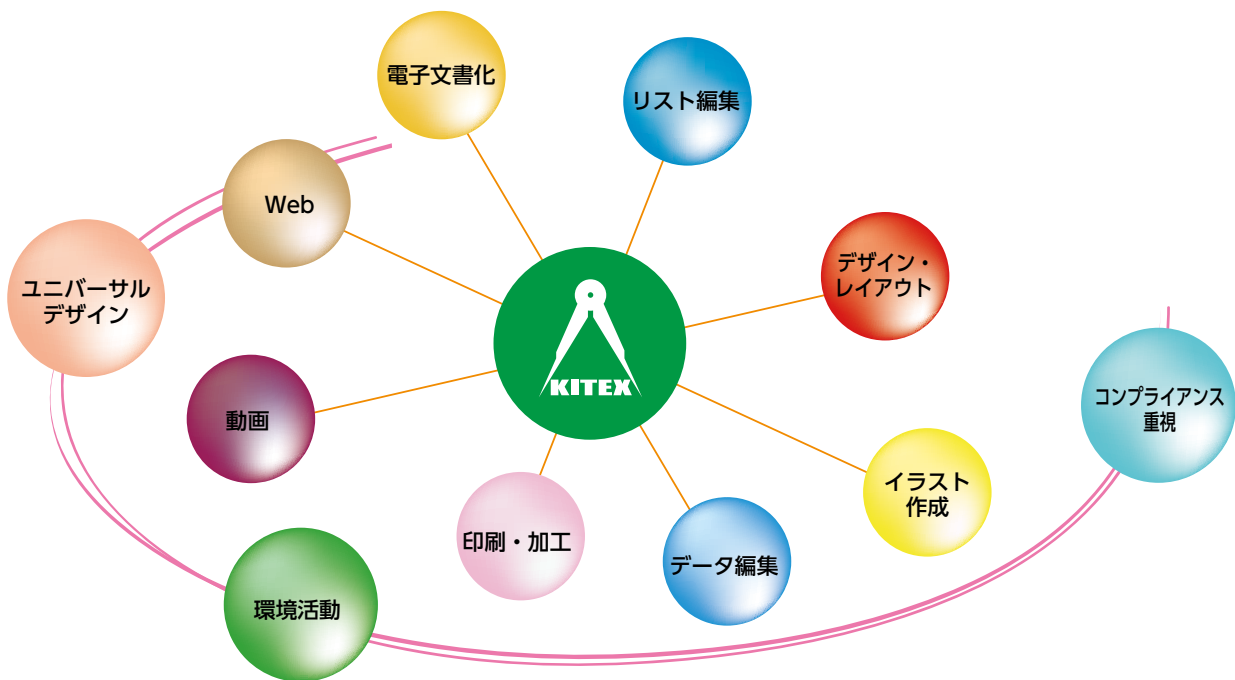 電子文書化
リスト編集
Web
デザイン・
レイアウト
ユニバーサル
デザイン
KITEX
コンプライアンス
重視
動画
イラスト
作成
印刷・加工
データ編集
環境活動